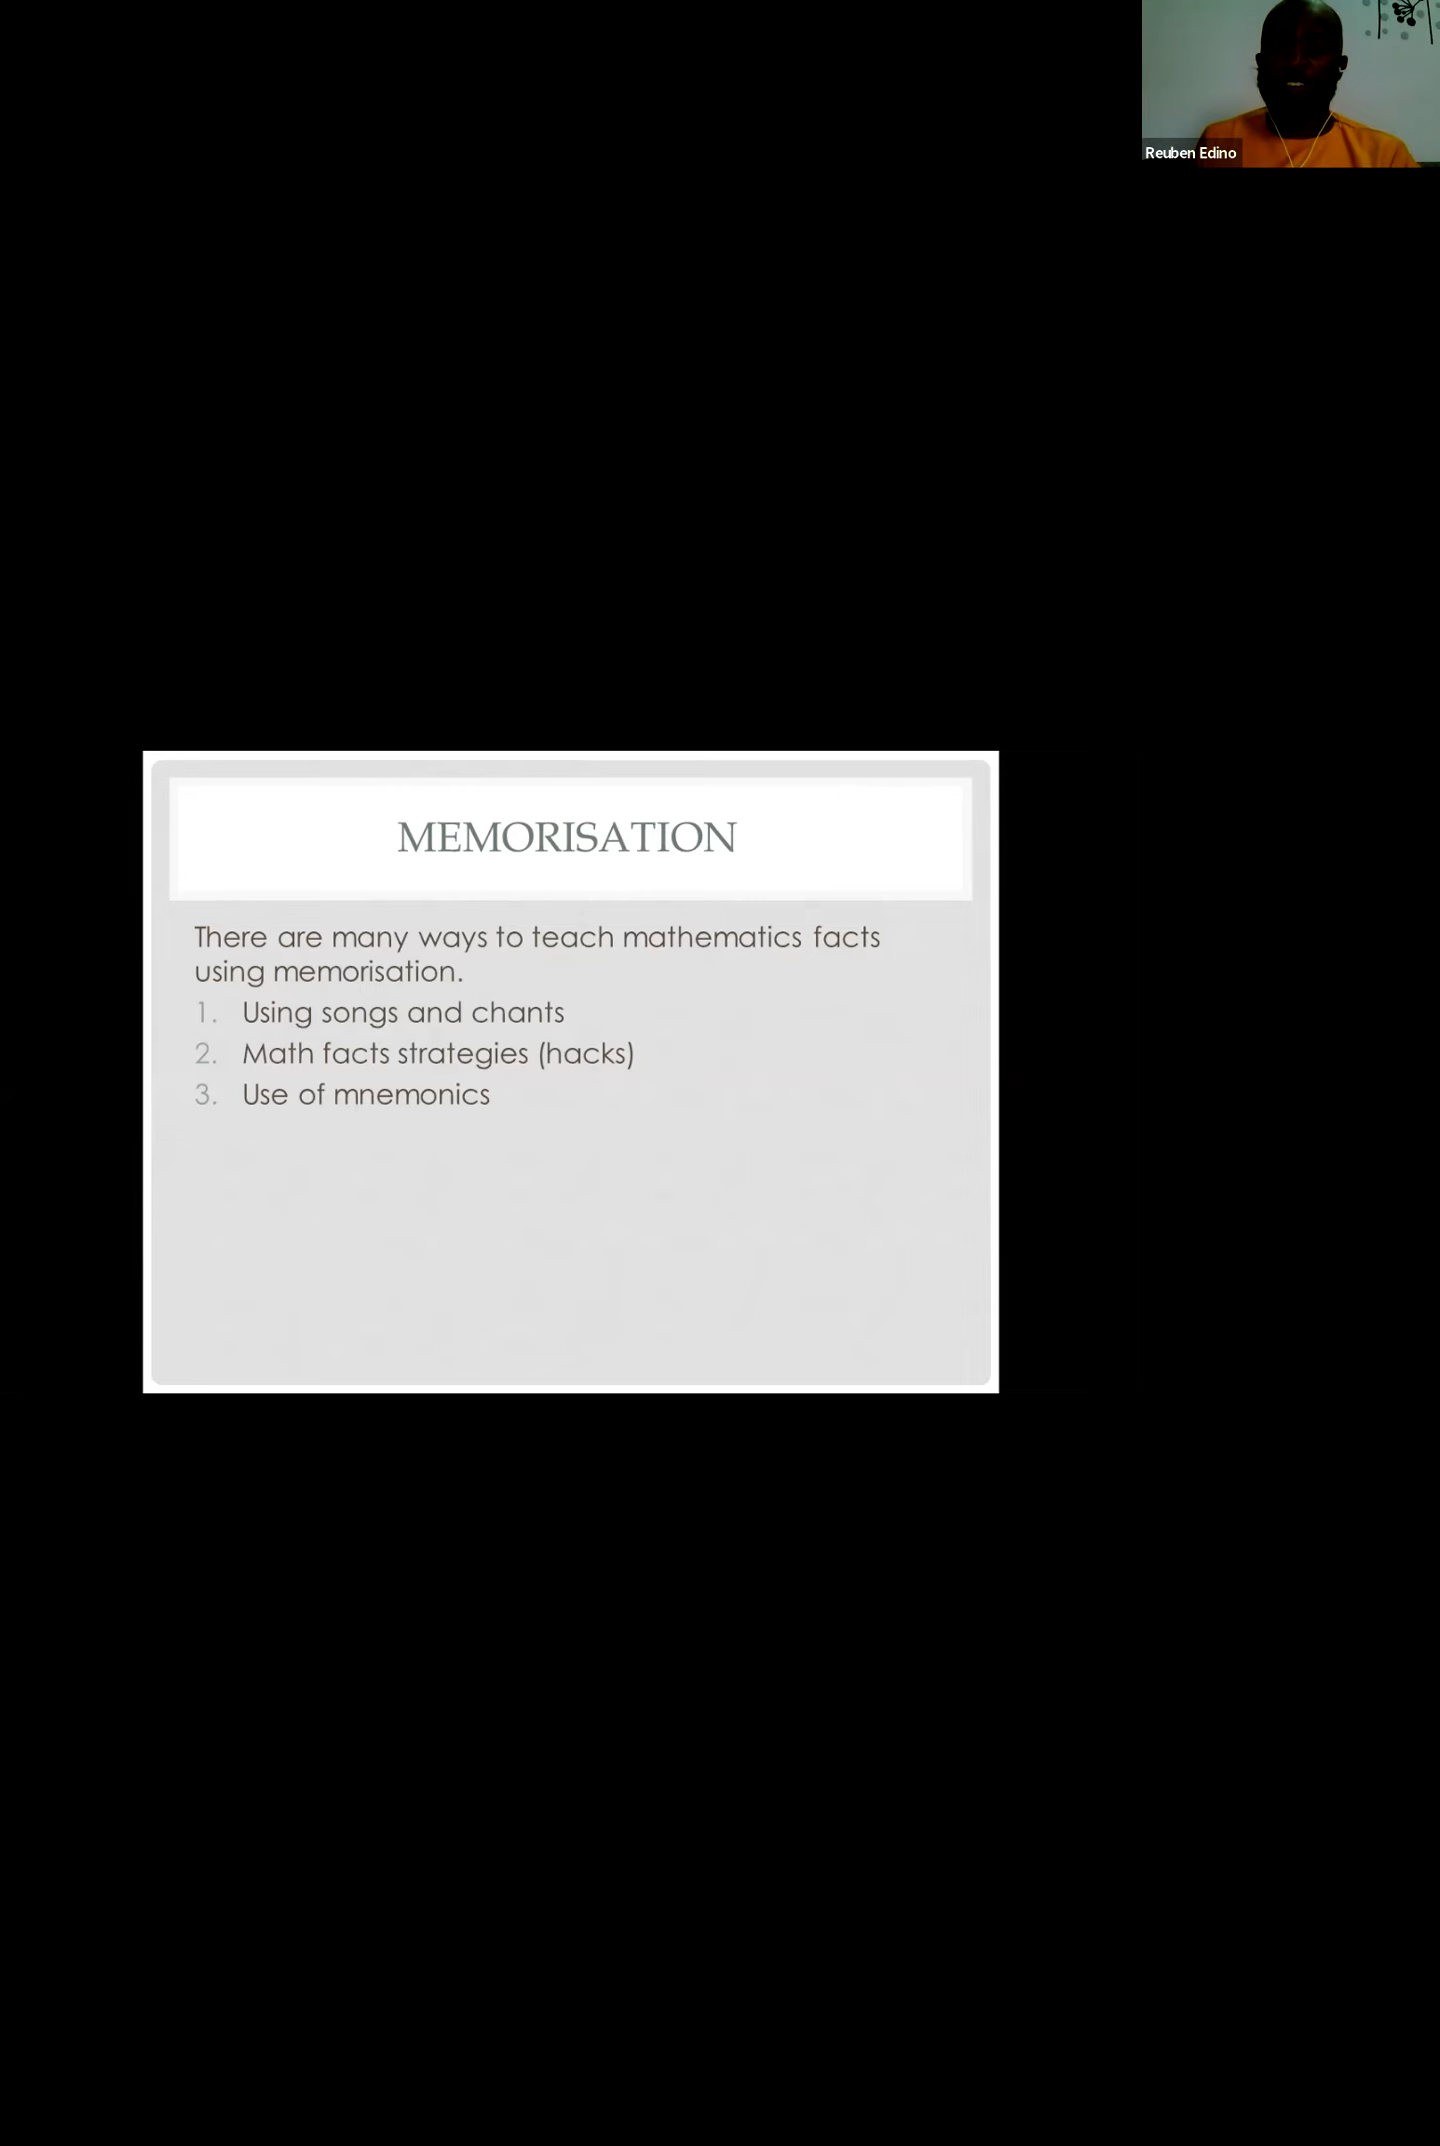 Reuben Edino
MEMORISATION
There are many ways to teach mathematics facts
using memorisation.
1. Using songs and chants
2. Math facts strategies (hacks)
3. Use of mnemonics